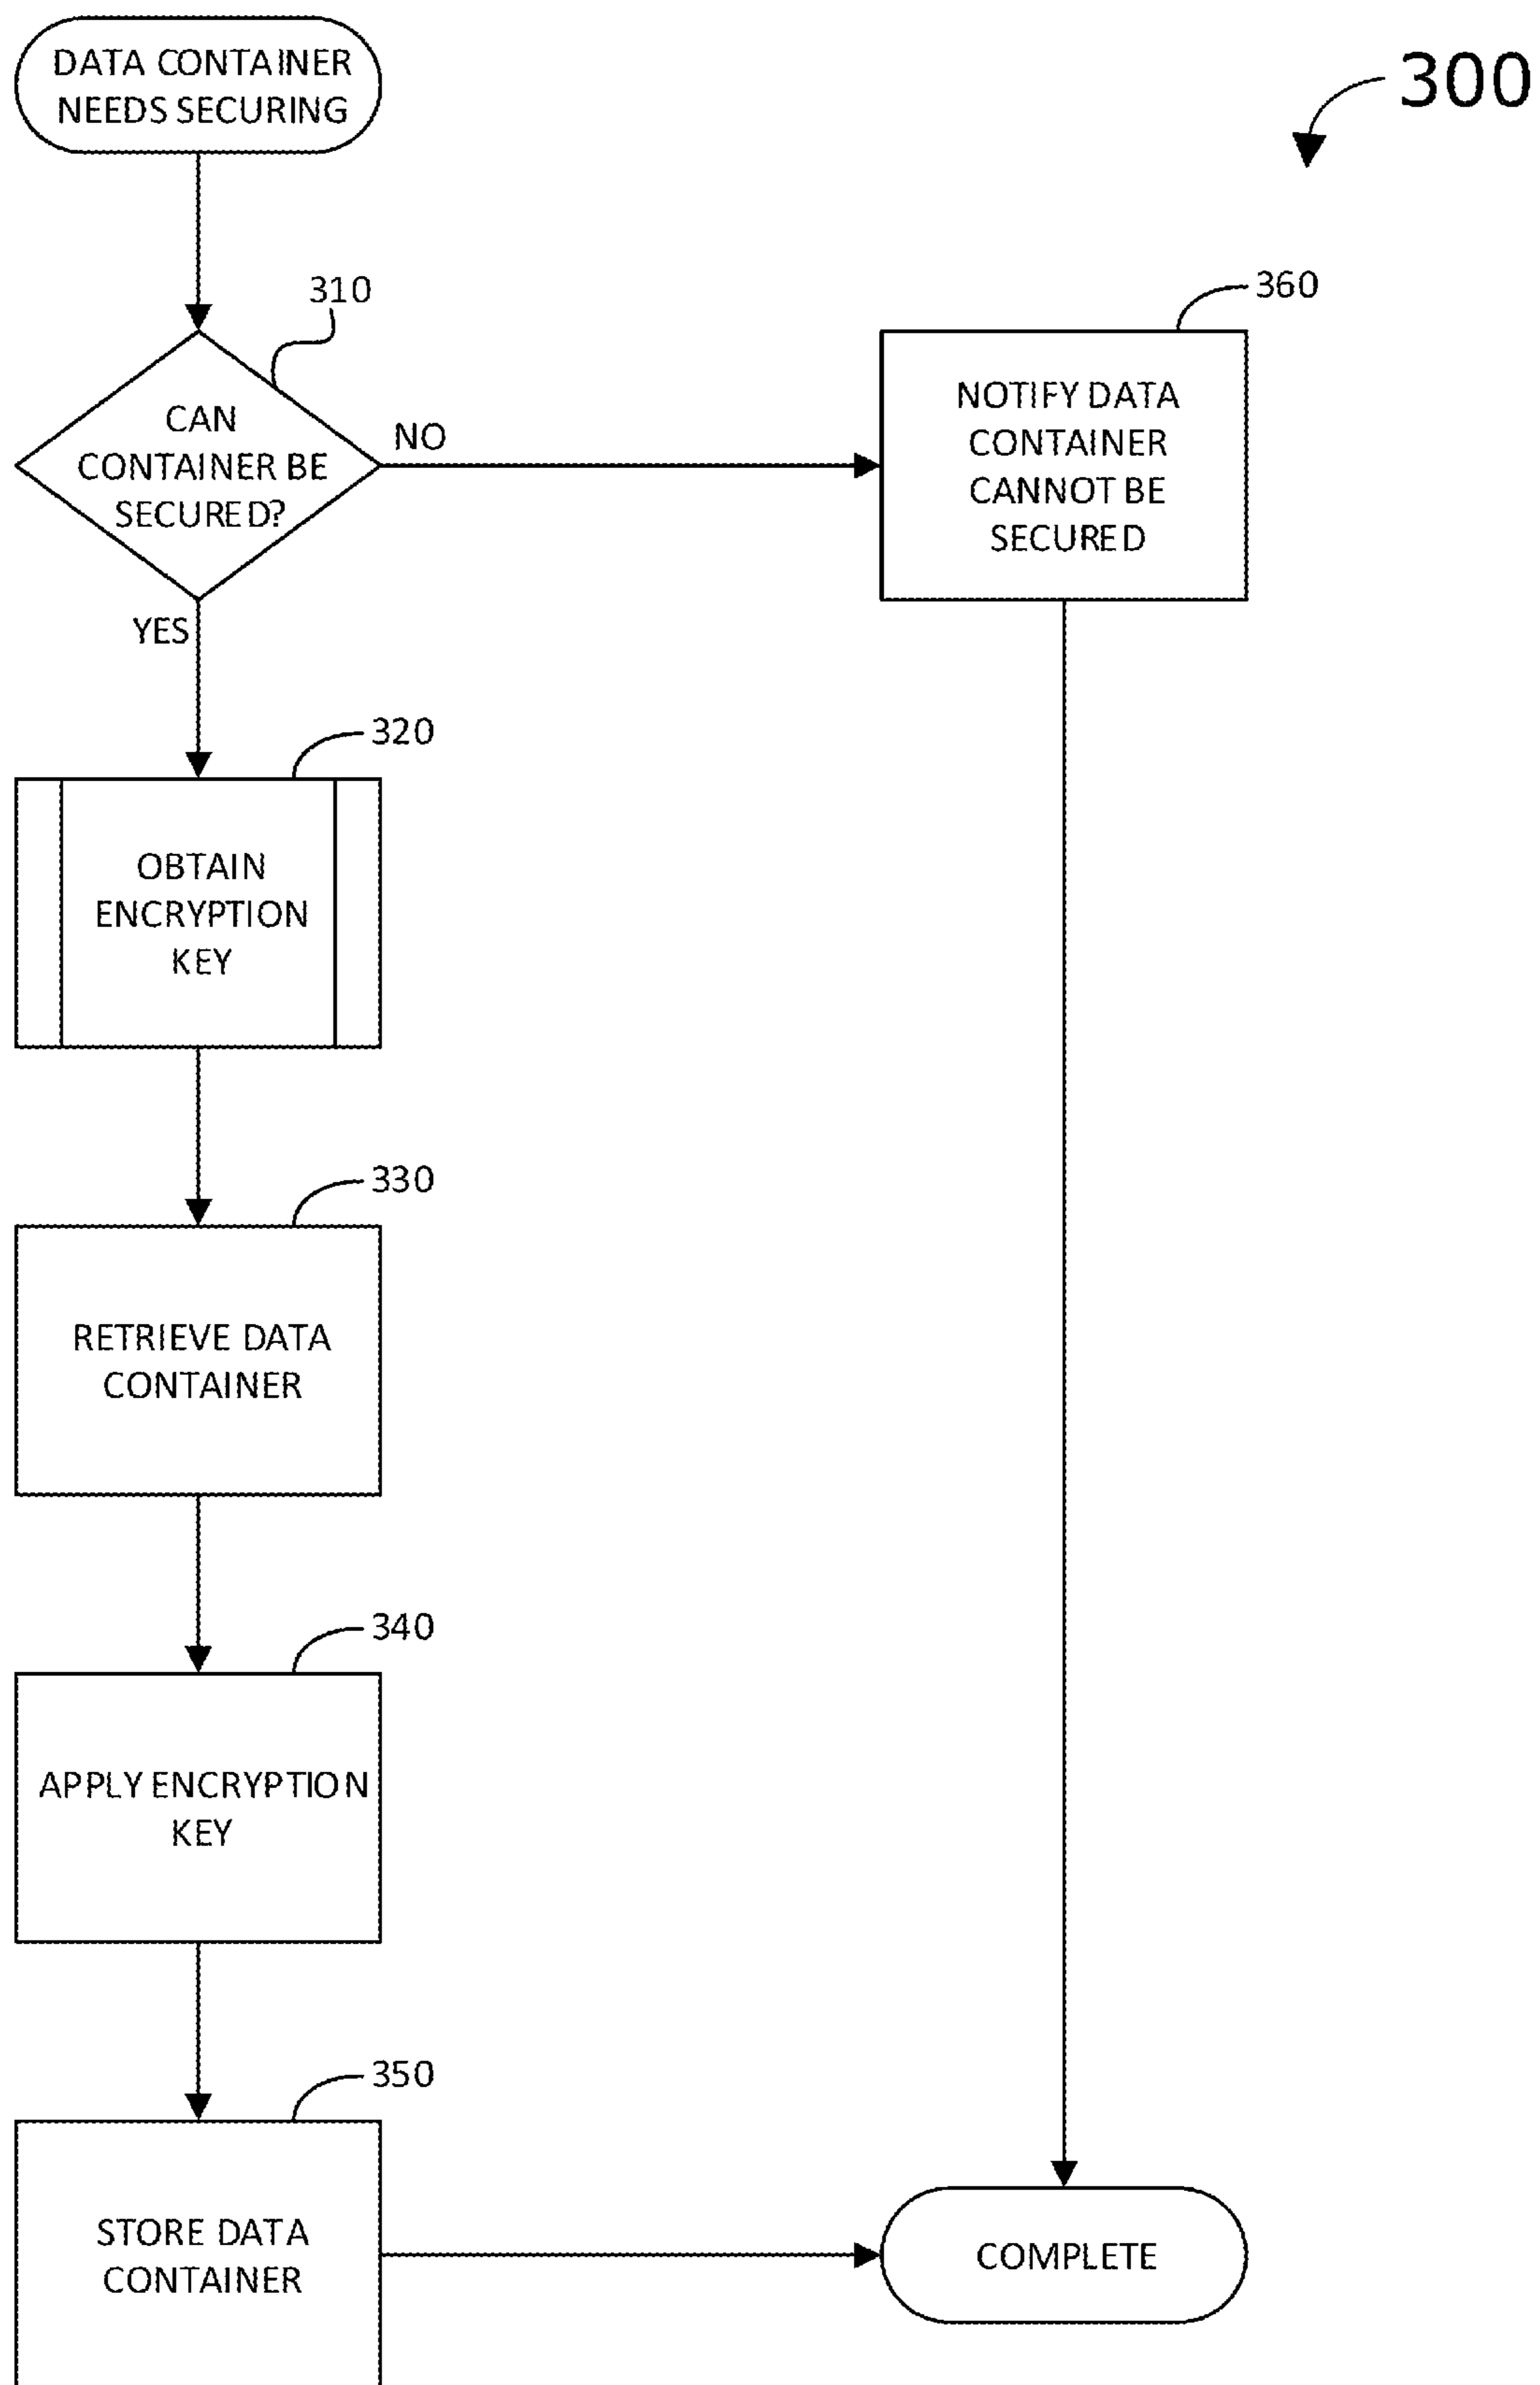 DATA CONTAINER
NEEDS SECURING
300
310
360
CAN
CONTAINER BE
SECURED?
NO
NOTIFY DATA
CONTAINER
CANNOT BE
SECURED
YES
320
OBTAIN
ENCRYPTION
KEY
330
RETRIEVE DATA
CONTAINER
340
APPLY ENCRYPTION
KEY
350
STORE DATA
CONTAINER
COMPLETE